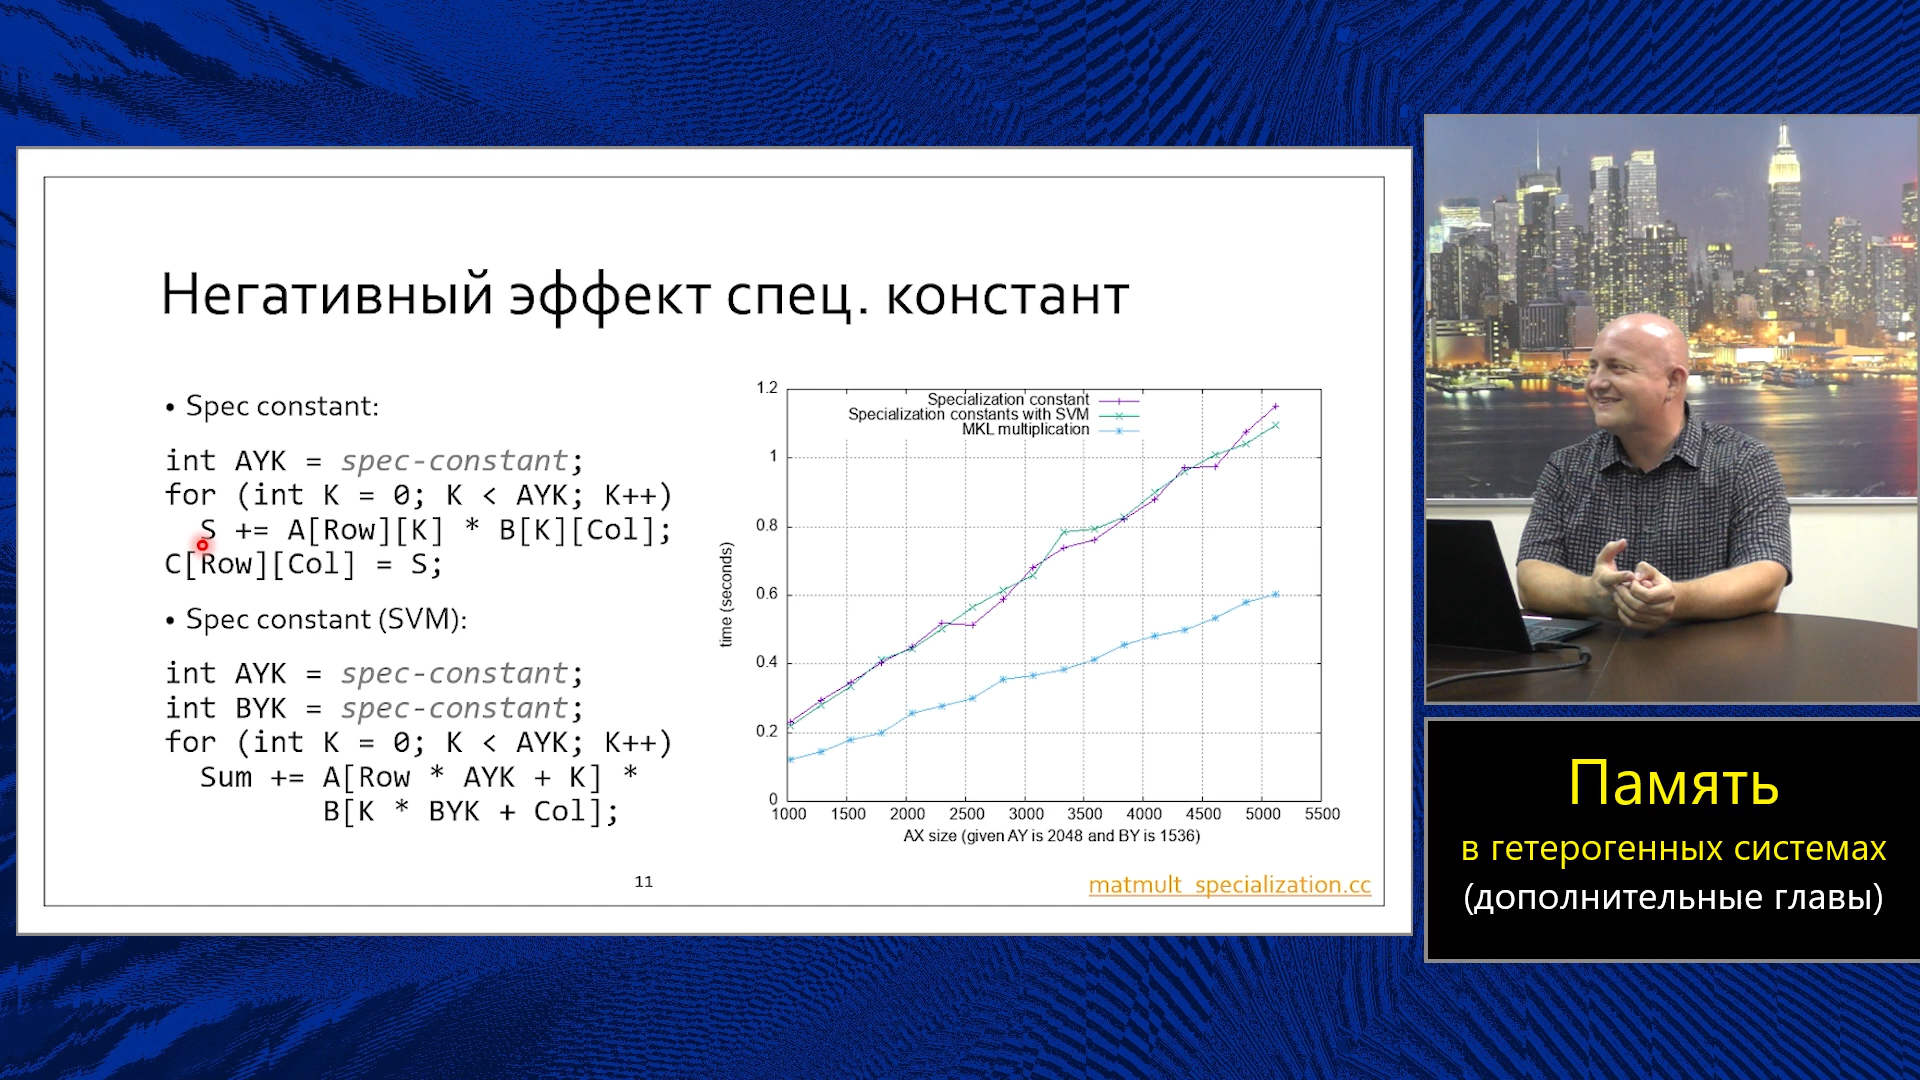 Негативный эффект спец. констант
• Spec constant:
int AYK = spec-constant;
for (int K = 0; K < AYK; K++)
S += A[Row][K] * B[K][Col];
C[Row][Col] = S;
• Spec constant (SVM):
int AYK = spec-constant;
int BYK = spec-constant;
for (int K = 0; K < AYK; K++)
Sum += A[Row * AYK + K] *
B[K * BYK + Col];
Specialization constant
Specialization constants with SVM
MKL multiplication
1.2
1
0.8
0.6
0.4
0.2
0
time (seconds)
1000 1500 2000 2500 3000 3500 4000 4500 5000 5500
AX size (given AY is 2048 and BY is 1536)
11
matmult_specialization.cc
Память
в гетерогенных системах
(дополнительные главы)